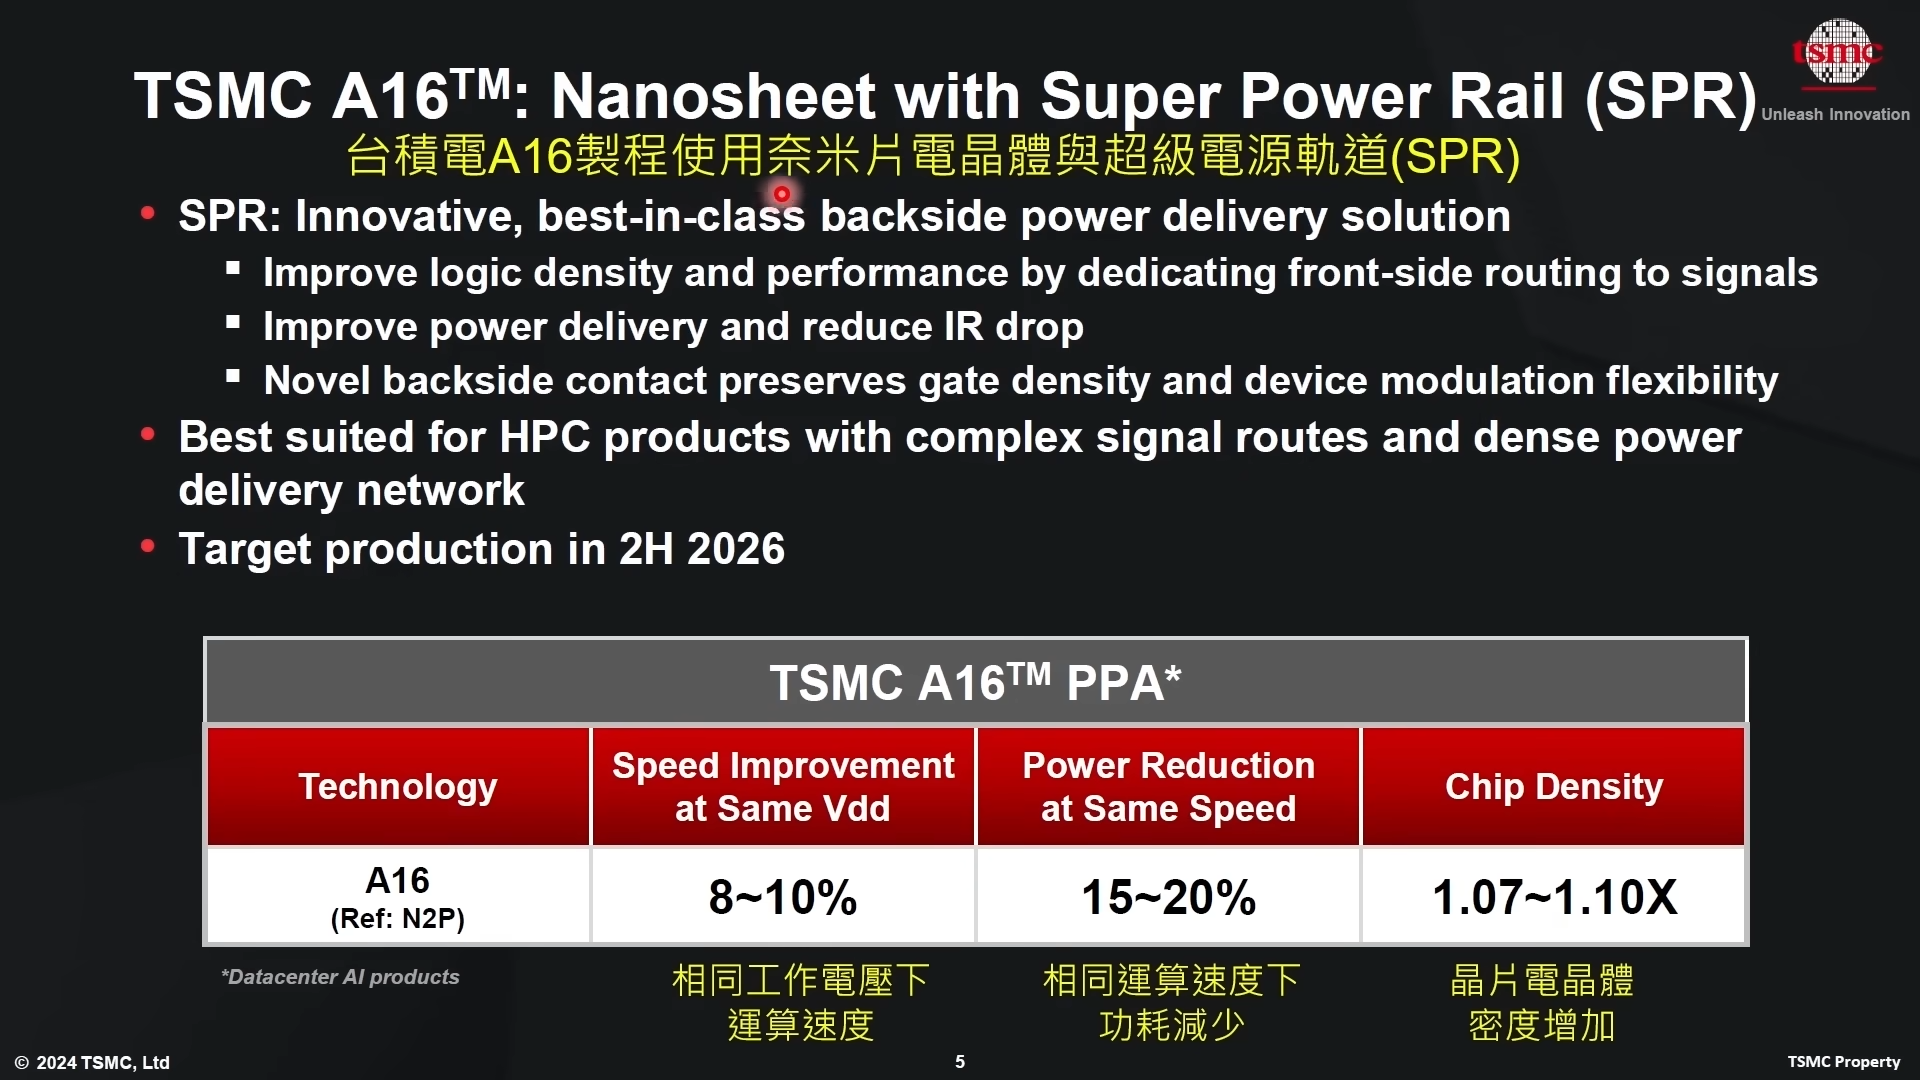 TSMC A16TM: Nanosheet with Super Power Rail (SPR)
tsmc
Unleash Innovation
台積電A16製程使用奈米片電晶體與超級電源軌道(SPR)
• SPR: Innovative, best-in-class backside power delivery solution
▪ Improve logic density and performance by dedicating front-side routing to signals
▪ Improve power delivery and reduce IR drop
▪ Novel backside contact preserves gate density and device modulation flexibility
• Best suited for HPC products with complex signal routes and dense power
delivery network
• Target production in 2H 2026
TSMC A16TM PPA*
Technology
Speed Improvement
at Same Vdd
Power Reduction
at Same Speed
Chip Density
A16
(Ref: N2P)
8~10%
15~20%
1.07~1.10X
*Datacenter AI products
相同工作電壓下
運算速度
相同運算速度下
功耗減少
晶片電晶體
密度增加
© 2024 TSMC, Ltd
5
TSMC Property